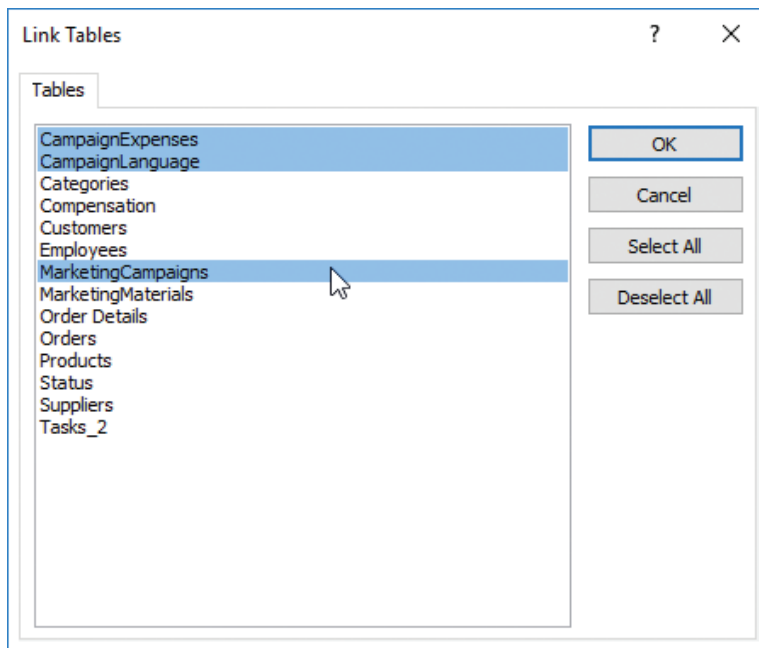 Link Tables ?
Tables
CampaignExpenses
CampaignLanguage
Categories
Compensation
Customers
Employees
MarketingCampaigns
MarketingMaterials
Order Details
Orders
Products
Status
Suppliers
Tasks_2
OK
Cancel
Select All
Deselect All